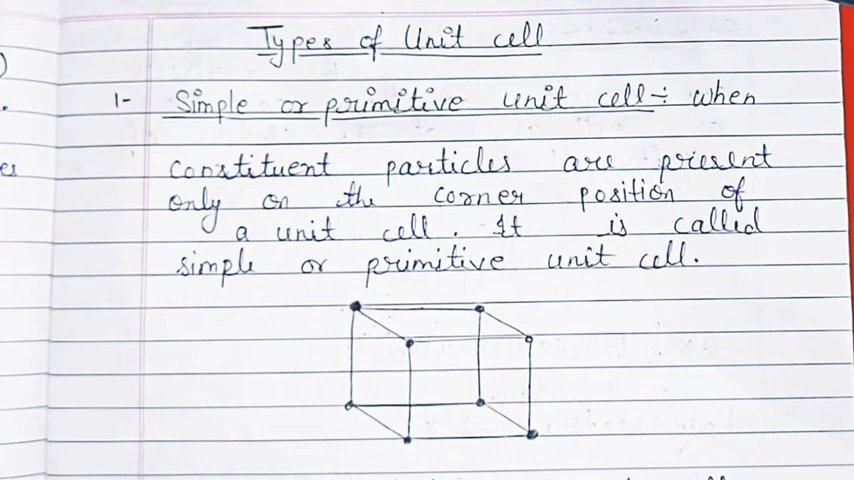 Types of Unit cell
1- Simple or primitive unit cell÷ when
constituent particles are present
only on the corner position of
a unit cell. It is called
simple or primitive unit cell.